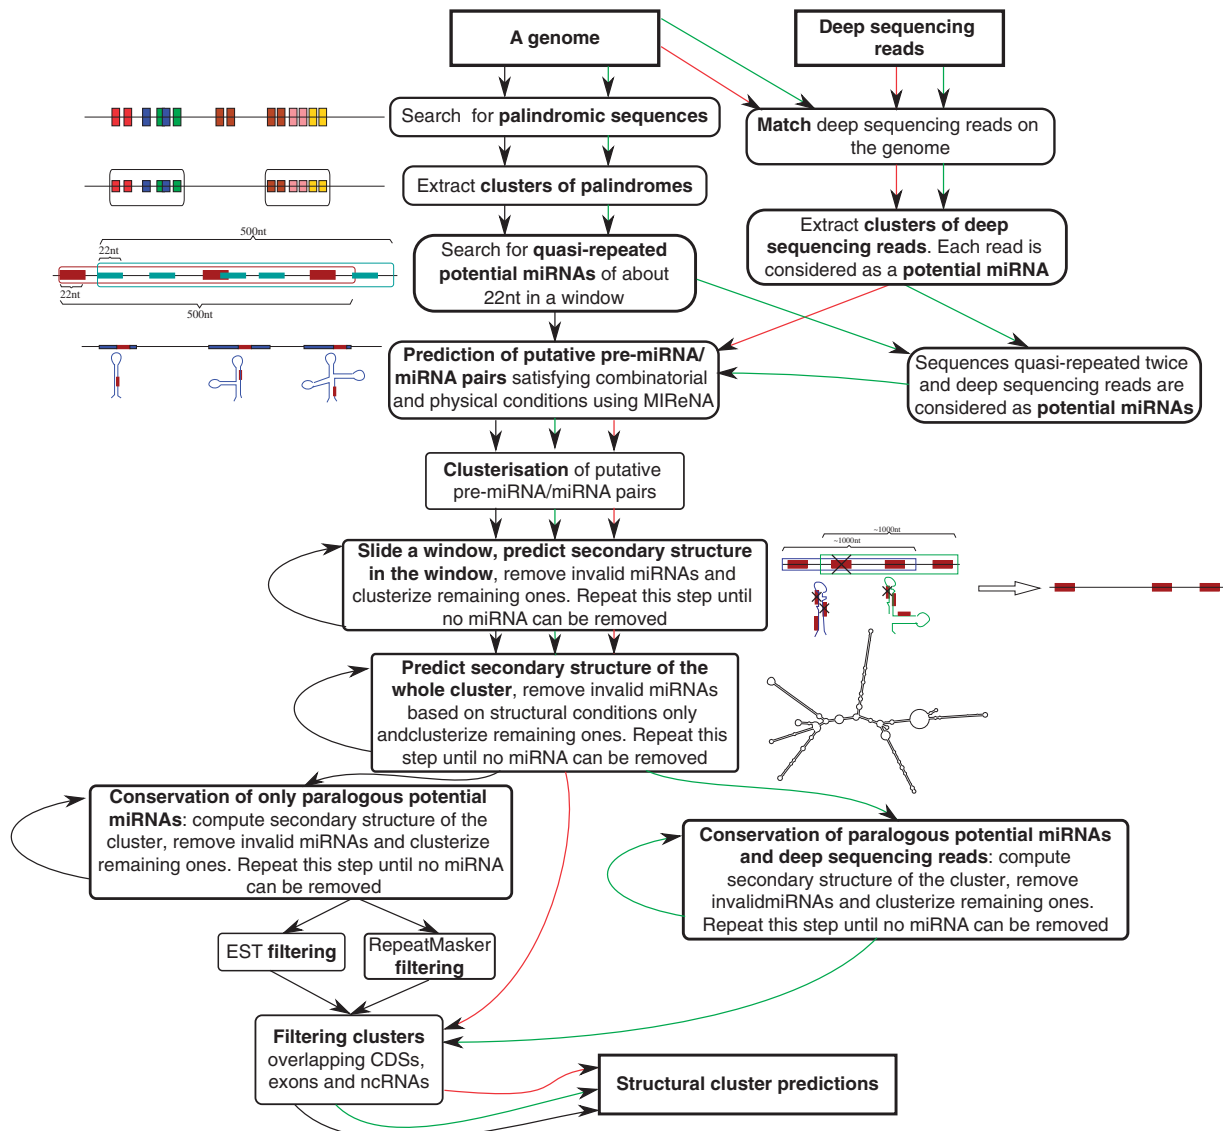 A genome
Deep sequencing
reads
Search for palindromic sequences
Match deep sequencing reads on
the genome
Extract clusters of palindromes
Extract clusters of deep
sequencing reads. Each read is
considered as a potential miRNA
500nt
22nt
22nt
500nt
Search for quasi-repeated
potential miRNAs of about
22nt in a window
Prediction of putative pre-miRNA/
miRNA pairs satisfying combinatorial
and physical conditions using MIReNA
Sequences quasi-repeated twice
and deep sequencing reads are
considered as potential miRNAs
Clusterisation of putative
pre-miRNA/miRNA pairs
Slide a window, predict secondary structure
in the window, remove invalid miRNAs and
clusterize remaining ones. Repeat this step until
no miRNA can be removed
~1000nt
~1000nt
Predict secondary structure of the
whole cluster, remove invalid miRNAs
based on structural conditions only
andclusterize remaining ones. Repeat this
step until no miRNA can be removed
Conservation of only paralogous potential
miRNAs: compute secondary structure of the
cluster, remove invalid miRNAs and clusterize
remaining ones. Repeat this step until no miRNA
can be removed
Conservation of paralogous potential miRNAs
and deep sequencing reads: compute
secondary structure of the cluster, remove
invalidmiRNAs and clusterize remaining ones.
Repeat this step until no miRNA can be removed
EST filtering
RepeatMasker
filtering
Filtering clusters
overlapping CDSs,
exons and ncRNAs
Structural cluster predictions